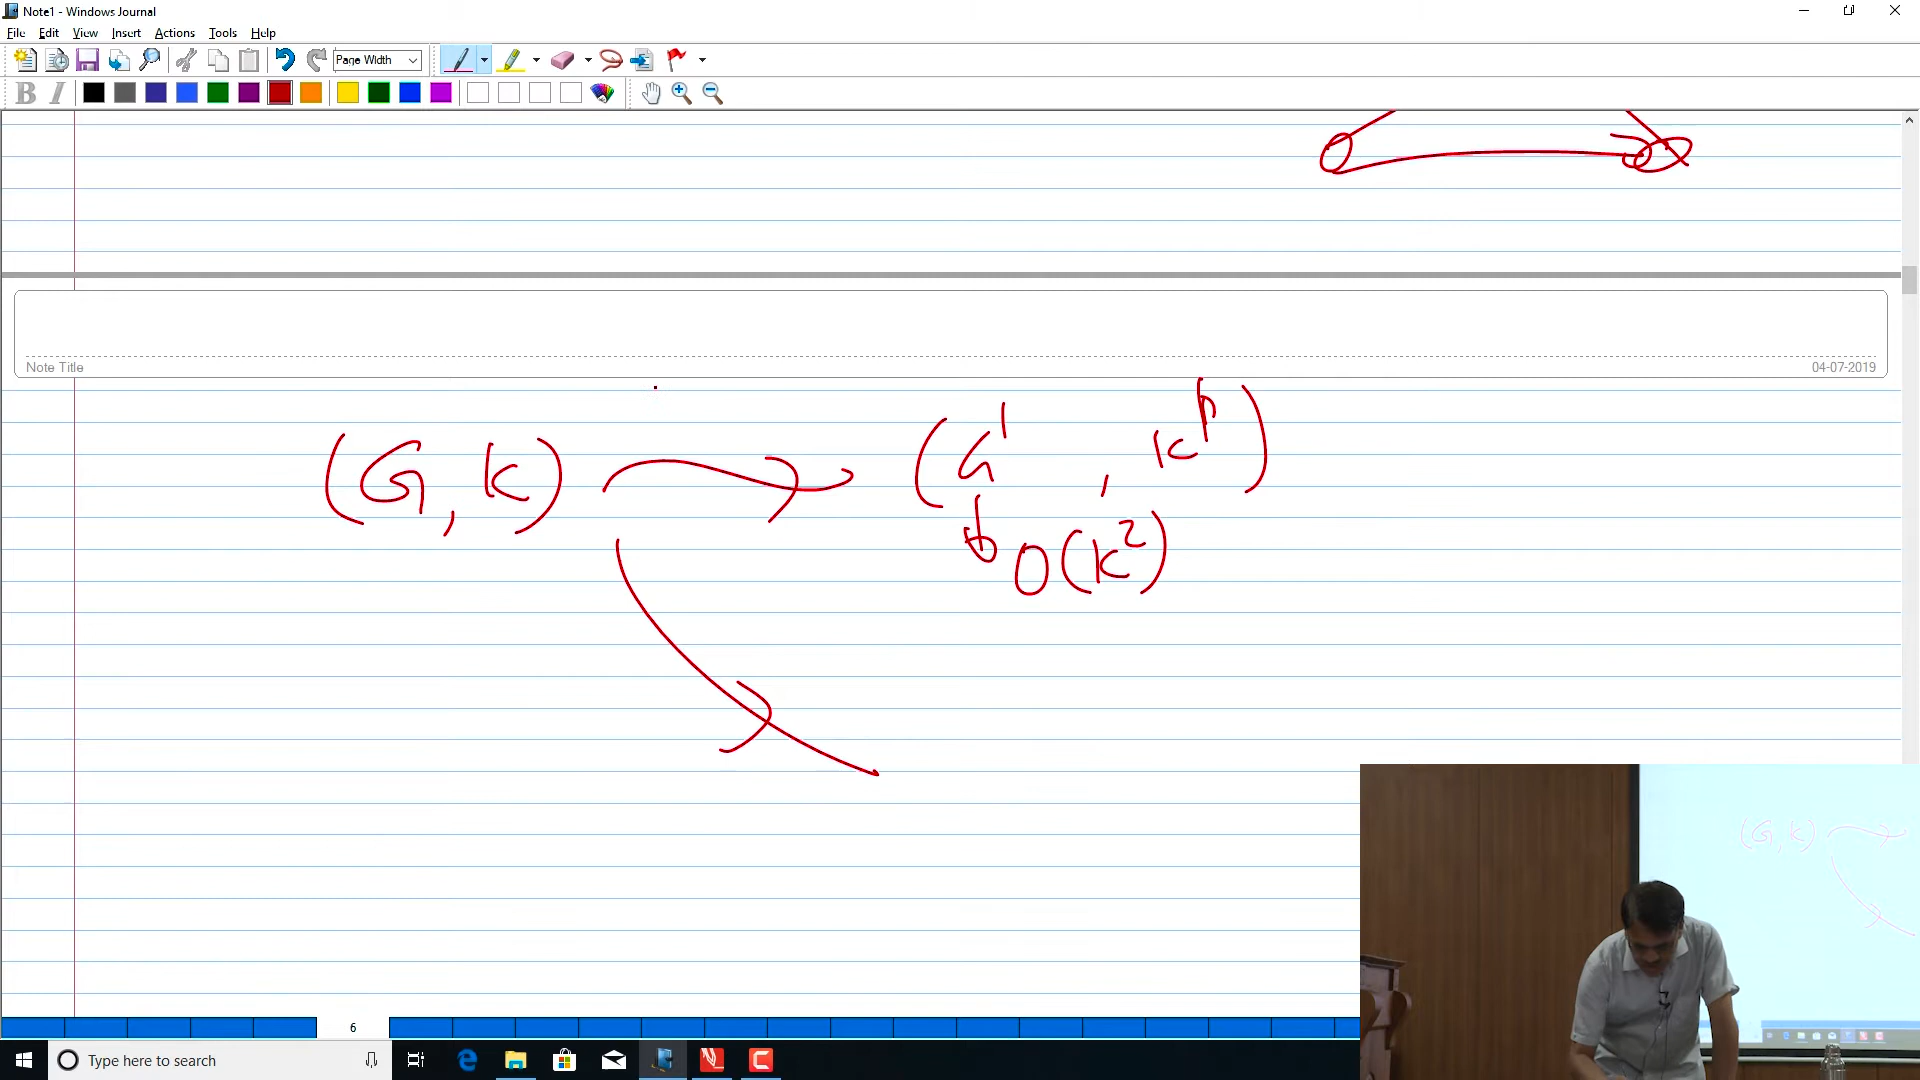 Note1 - Windows Journal
File Edit View Insert Actions Tools Help
Page Width
B I
Note Title
04-07-2019
(G, k) (G' , k
O(k²)
6
Type here to search
(G, k)